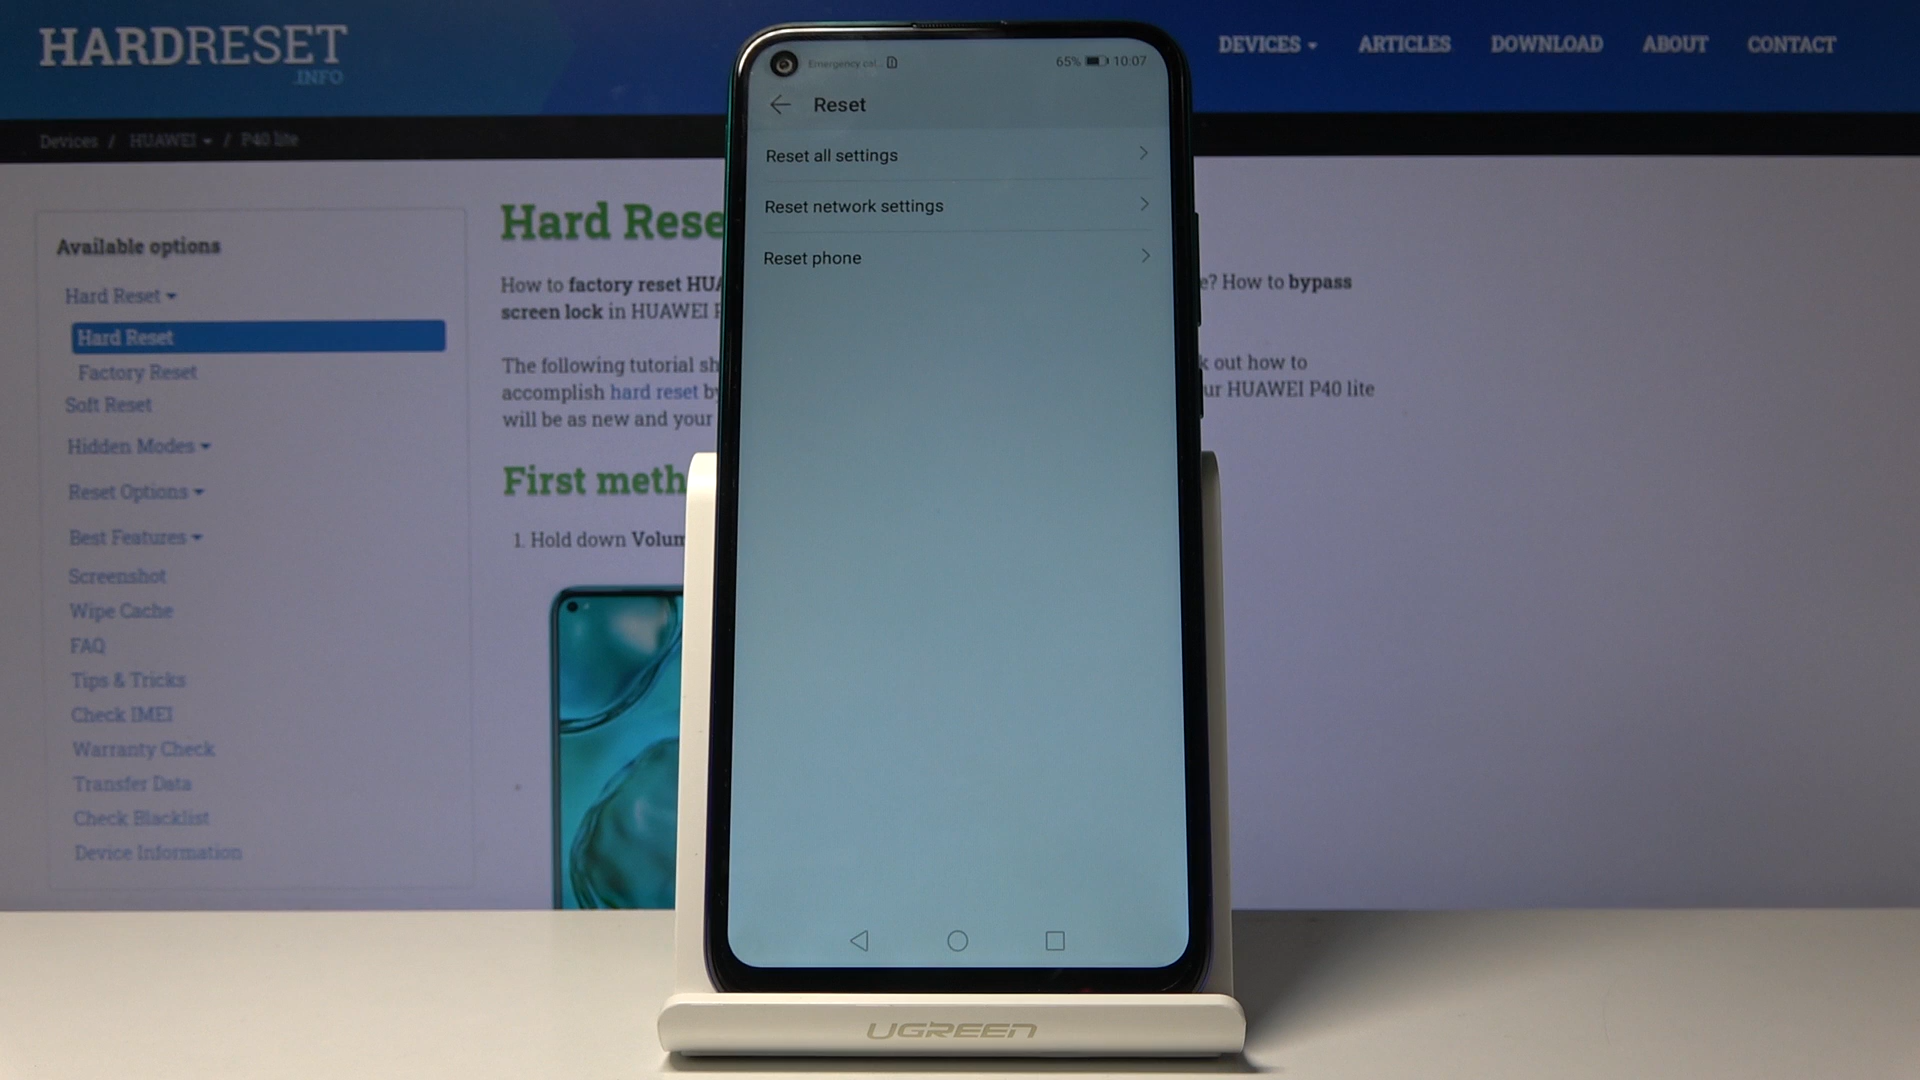 HARDRESET
.INFO
DEVICES
ARTICLES
DOWNLOAD
ABOUT
CONTACT
Devices / HUAWEI / P40 lite
Available options
Hard Reset
Hard Reset
Factory Reset
Soft Reset
Hidden Modes
Reset Options
Best Features
Screenshot
Wipe Cache
FAQ
Tips & Tricks
Check IMEI
Warranty Check
Transfer Data
Check Blacklist
Device Information
Hard Rese
How to factory reset HUA
e? How to bypass
screen lock in HUAWEI P
The following tutorial sh
k out how to
accomplish hard reset by
ur HUAWEI P40 lite
will be as new and your
First meth
1. Hold down Volum
Emergency cal...
65% 10:07
Reset
Reset all settings
Reset network settings
Reset phone
UGREEN